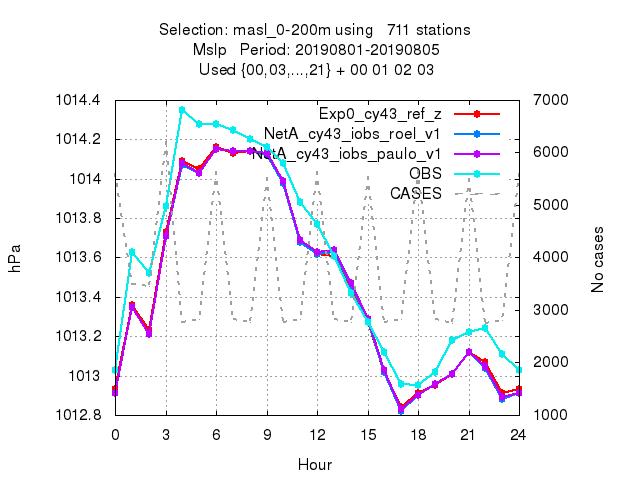 Selection: masl_0-200m using 711 stations
Mslp Period: 20190801-20190805
Used {00,03,...,21} + 00 01 02 03
1014.4 7000
Exp0_cy43_ref_z
1014.2 NetA_cy43_iobs_roel_v1
NetA_cy43_iobs_paulo_v1 6000
1014 OBS
CASES
1013.8 5000
1013.6 4000
hPa
No cases
1013.4 3000
1013.2
1013 2000
1012.8 1000
0 3 6 9 12 15 18 21 24
Hour